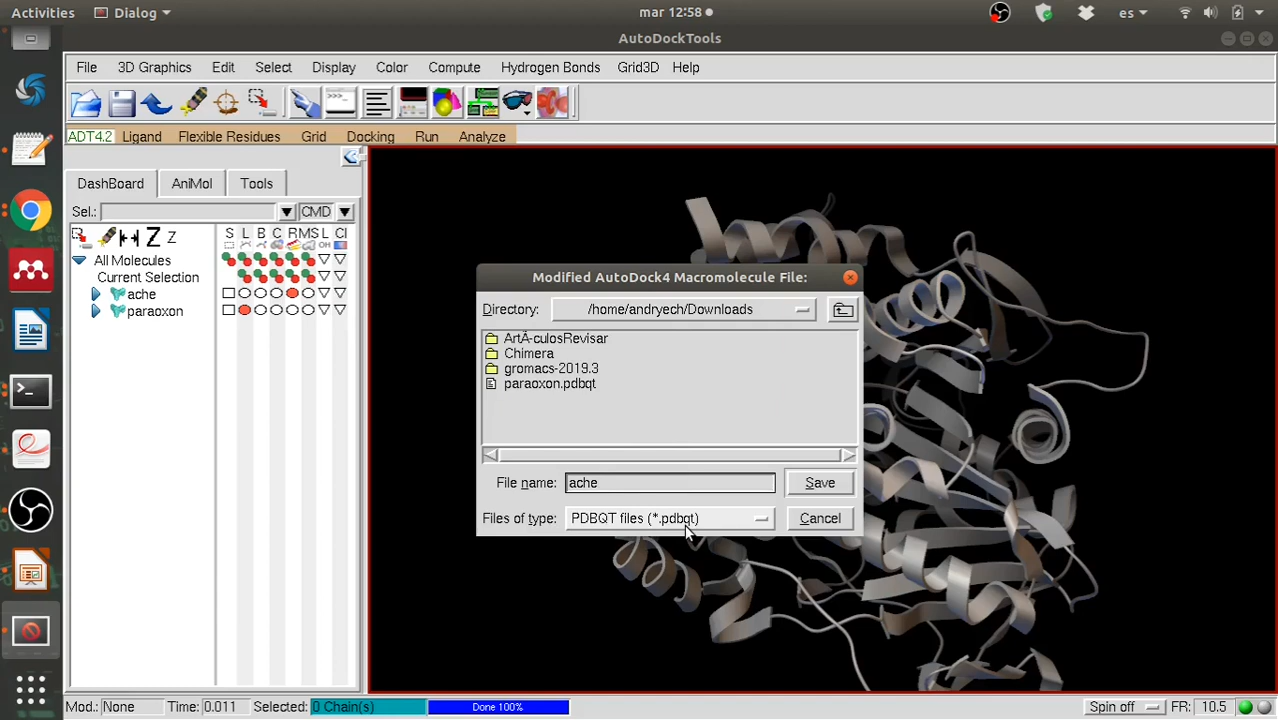 Activities Dialog mar 12:58 es
AutoDockTools
File 3D Graphics Edit Select Display Color Compute Hydrogen Bonds Grid3D Help
ADT4.2 Ligand Flexible Residues Grid Docking Run Analyze
DashBoard AniMol Tools
Sel.: CMD
Z Z S L B C R MS L Cl
All Molecules
Current Selection
ache
paraoxon
Modified AutoDock4 Macromolecule File:
Directory: /home/andryech/Downloads
ArtÃ-culosRevisar
Chimera
gromacs-2019.3
paraoxon.pdbqt
File name: ache Save
Files of type: PDBQT files (*.pdbqt) Cancel
Mod.: None Time: 0.011 Selected: 0 Chain(s) Done 100% Spin off FR: 10.5